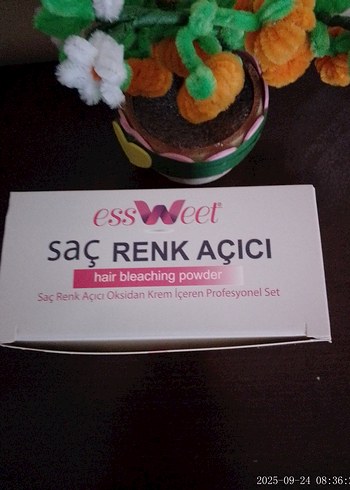 essWeet®
saç RENK AÇICI
hair bleaching powder
Saç Renk Açıcı Oksidan Krem İçeren Profesyonel Set
2025-09-24 08:36: